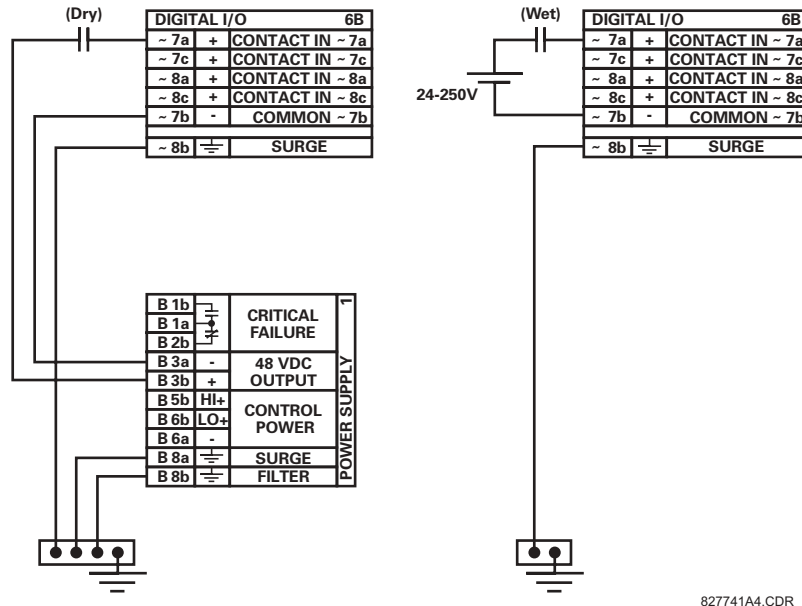 (Dry)
DIGITAL I/O 6B
~ 7a + CONTACT IN ~ 7a
~ 7c + CONTACT IN ~ 7c
~ 8a + CONTACT IN ~ 8a
~ 8c + CONTACT IN ~ 8c
~ 7b - COMMON ~ 7b
~ 8b SURGE
B 1b
B 1a
B 2b
CRITICAL
FAILURE
B 3a -
B 3b +
48 VDC
OUTPUT
B 5b HI+
B 6b LO+
B 6a -
CONTROL
POWER
B 8a SURGE
B 8b FILTER
POWER SUPPLY 1
(Wet)
24-250V
DIGITAL I/O 6B
~ 7a + CONTACT IN ~ 7a
~ 7c + CONTACT IN ~ 7c
~ 8a + CONTACT IN ~ 8a
~ 8c + CONTACT IN ~ 8c
~ 7b - COMMON ~ 7b
~ 8b SURGE
827741A4.CDR